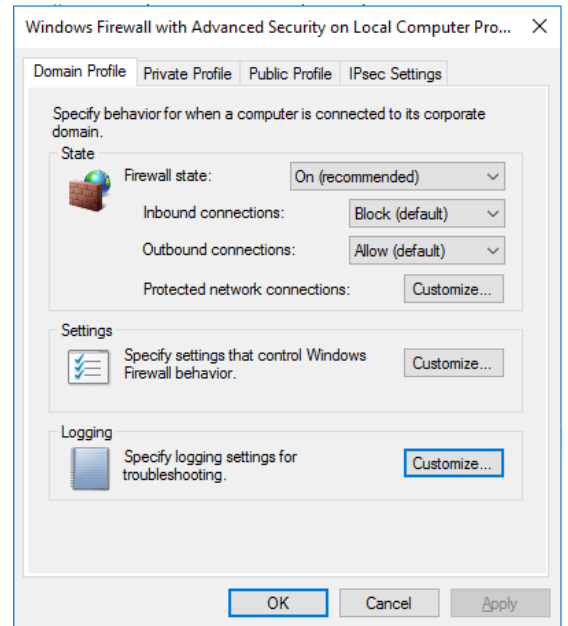 Windows Firewall with Advanced Security on Local Computer Pro...
Domain Profile Private Profile Public Profile IPsec Settings
Specify behavior for when a computer is connected to its corporate
domain.
State
Firewall state: On (recommended)
Inbound connections: Block (default)
Outbound connections: Allow (default)
Protected network connections: Customize...
Settings
Specify settings that control Windows
Firewall behavior.
Customize...
Logging
Specify logging settings for
troubleshooting.
Customize...
OK Cancel Apply